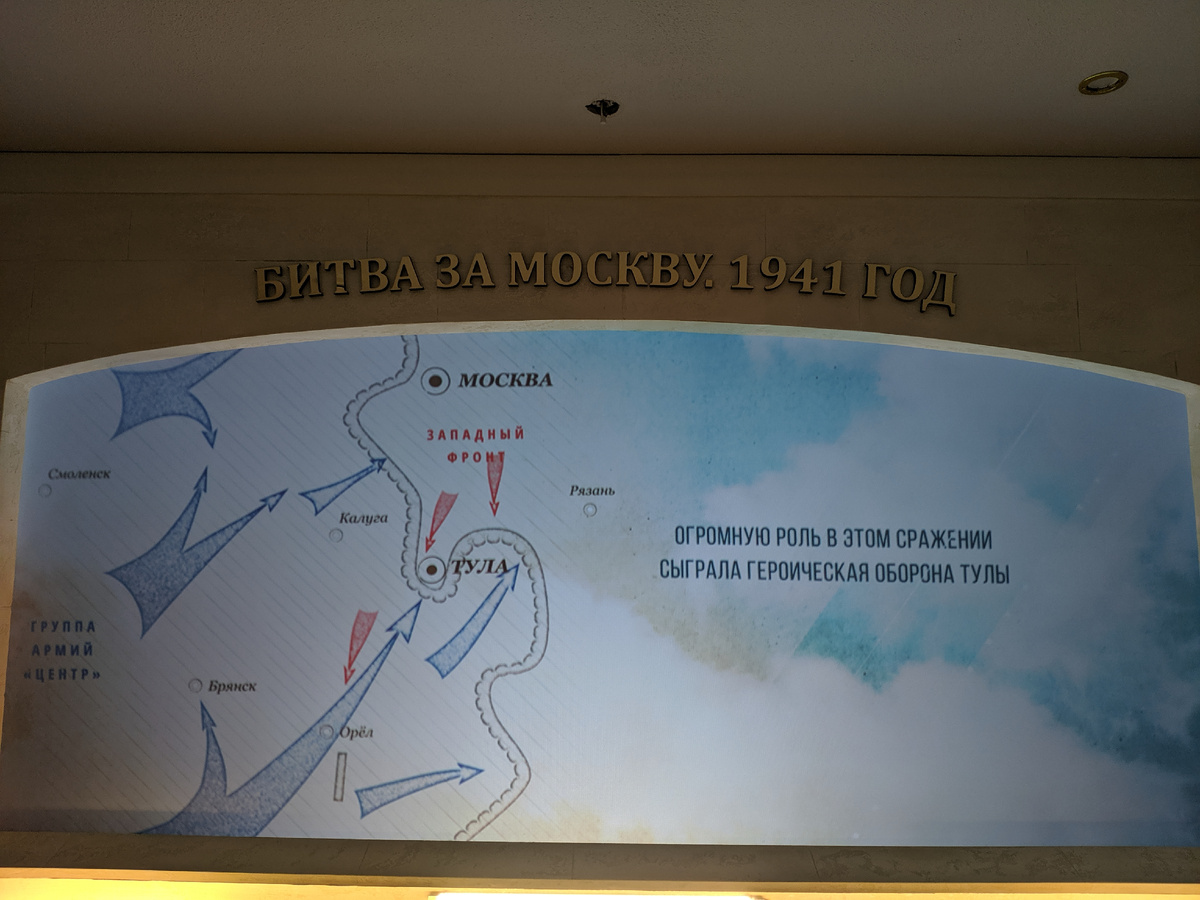 БИТВА ЗА МОСКВУ. 1941 ГОД
МОСКВА
ЗАПАДНЫЙ
ФРОНТ
Смоленск
Рязань
Калуга
ТУЛА
ОГРОМНУЮ РОЛЬ В ЭТОМ СРАЖЕНИИ
СЫГРАЛА ГЕРОИЧЕСКАЯ ОБОРОНА ТУЛЫ
ГРУППА
АРМИЙ
«ЦЕНТР»
Брянск
Орёл